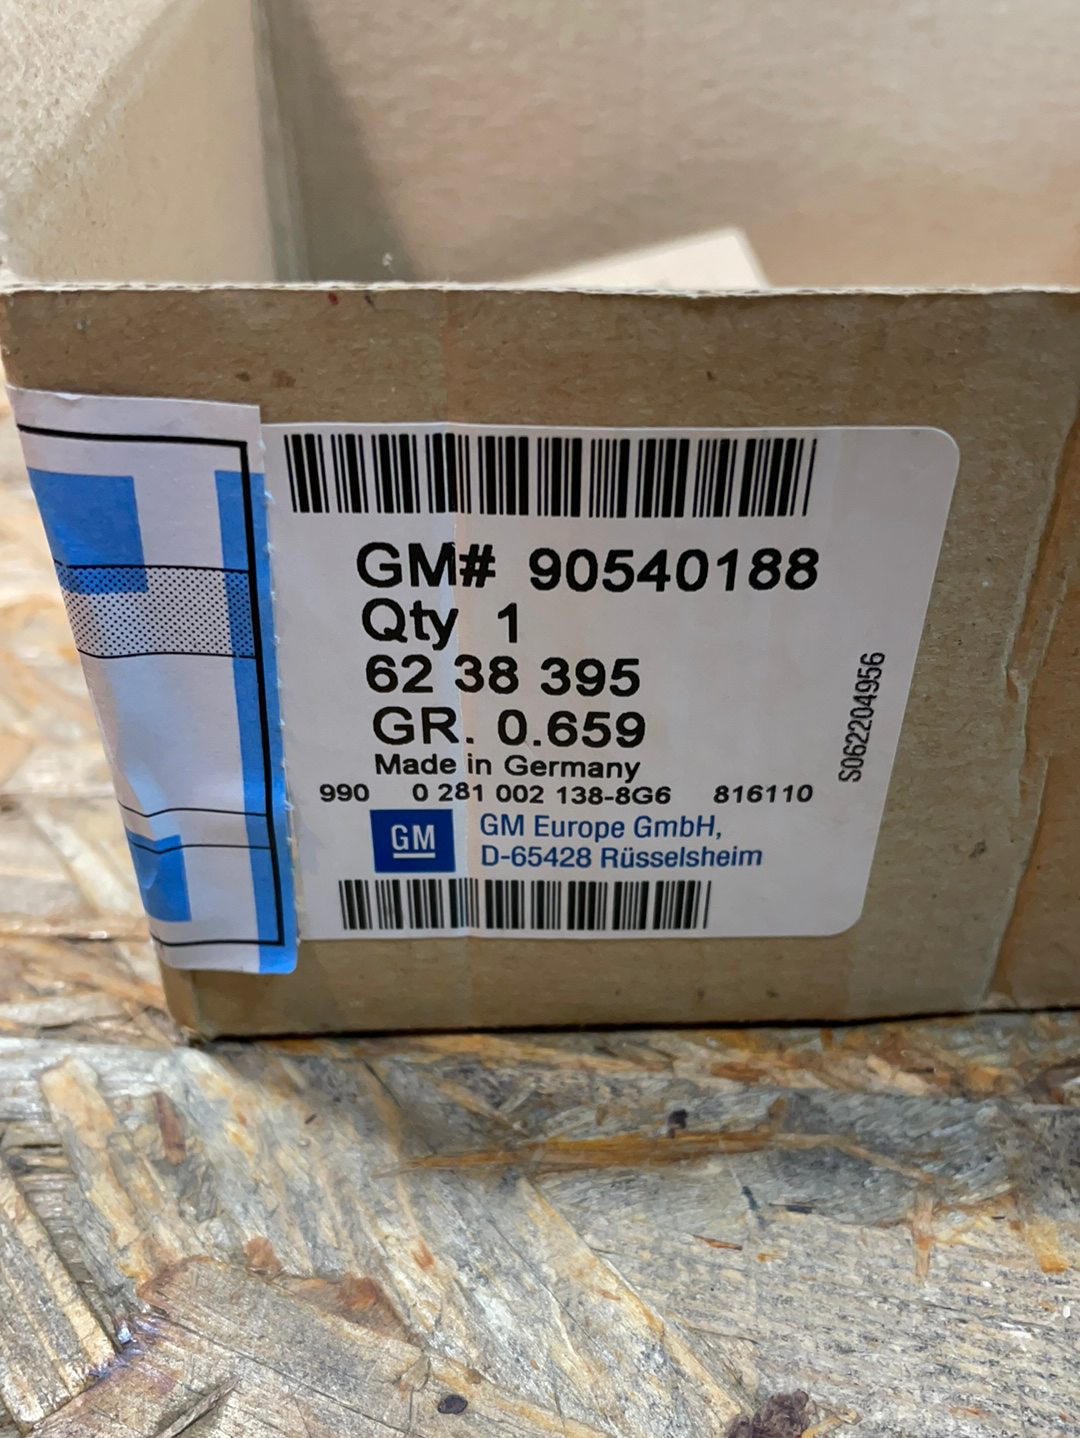 GM# 90540188
Qty 1
62 38 395
GR. 0.659
Made in Germany
990 0 281 002 138-8G6 816110
GM GM Europe GmbH,
D-65428 Rüsselsheim
S062204956